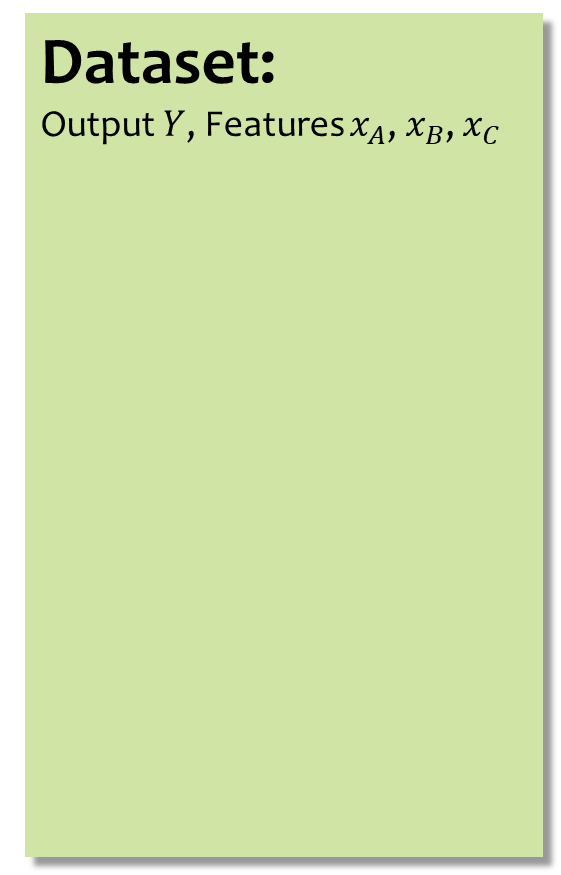 Dataset:
Output Y, Features x_A, x_B, x_C